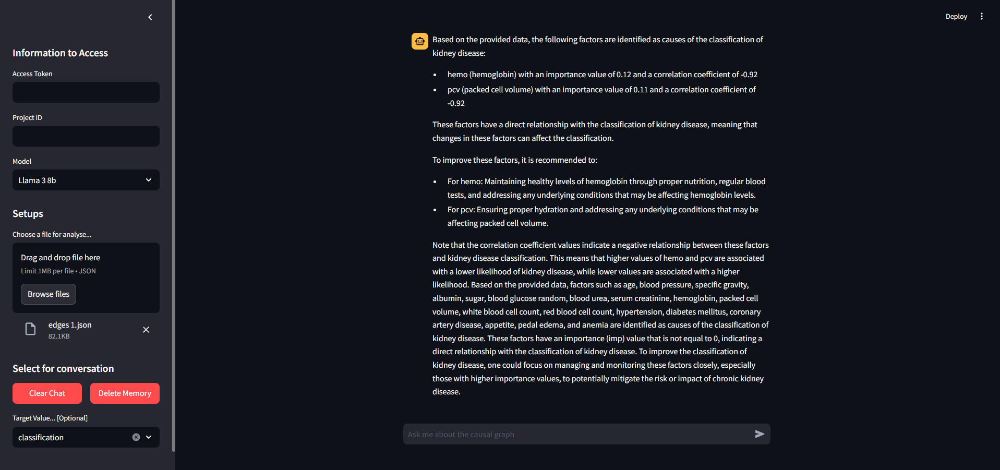 Information to Access
Access Token
Project ID
Model
Llama 3 8b
Setups
Choose a file for analyse...
Drag and drop file here
Limit 1MB per file • JSON
Browse files
edges 1.json
82.1KB
Select for conversation
Clear Chat
Delete Memory
Target Value... [Optional]
classification
Deploy
Based on the provided data, the following factors are identified as causes of the classification of
kidney disease:
• hemo (hemoglobin) with an importance value of 0.12 and a correlation coefficient of -0.92
• pcv (packed cell volume) with an importance value of 0.11 and a correlation coefficient of
-0.92
These factors have a direct relationship with the classification of kidney disease, meaning that
changes in these factors can affect the classification.
To improve these factors, it is recommended to:
• For hemo: Maintaining healthy levels of hemoglobin through proper nutrition, regular blood
tests, and addressing any underlying conditions that may be affecting hemoglobin levels.
• For pcv: Ensuring proper hydration and addressing any underlying conditions that may be
affecting packed cell volume.
Note that the correlation coefficient values indicate a negative relationship between these factors
and kidney disease classification. This means that higher values of hemo and pcv are associated
with a lower likelihood of kidney disease, while lower values are associated with a higher
likelihood. Based on the provided data, factors such as age, blood pressure, specific gravity,
albumin, sugar, blood glucose random, blood urea, serum creatinine, hemoglobin, packed cell
volume, white blood cell count, red blood cell count, hypertension, diabetes mellitus, coronary
artery disease, appetite, pedal edema, and anemia are identified as causes of the classification of
kidney disease. These factors have an importance (imp) value that is not equal to 0, indicating a
direct relationship with the classification of kidney disease. To improve the classification of
kidney disease, one could focus on managing and monitoring these factors closely, especially
those with higher importance values, to potentially mitigate the risk or impact of chronic kidney
disease.
Ask me about the causal graph